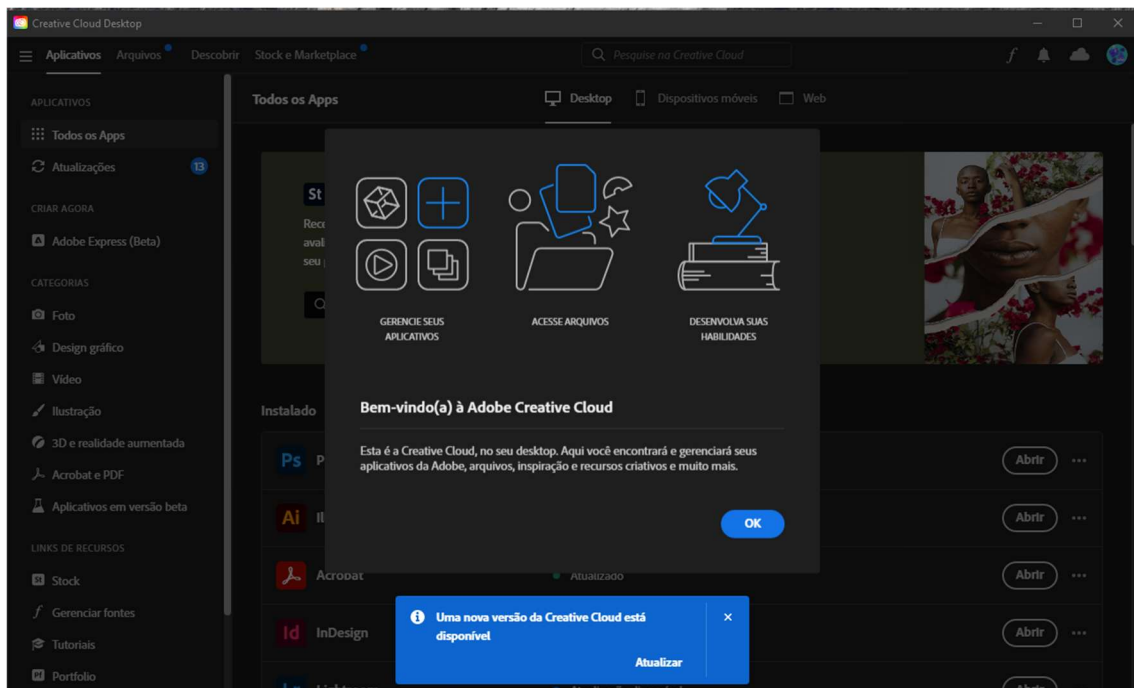 Creative Cloud Desktop
Aplicativos Arquivos Descobrir Stock e Marketplace Pesquise na Creative Cloud
APLICATIVOS
Todos os Apps
Atualizações 13
CRIAR AGORA
Adobe Express (Beta)
CATEGORIAS
Foto
Design gráfico
Vídeo
Ilustração
3D e realidade aumentada
Acrobat e PDF
Aplicativos em versão beta
LINKS DE RECURSOS
St Stock
Gerenciar fontes
Tutoriais
Pf Portfolio
Todos os Apps Desktop Dispositivos móveis Web
St
seu
GERENCIE SEUS
APLICATIVOS
ACESSE ARQUIVOS
DESENVOLVA SUAS
HABILIDADES
Bem-vindo(a) à Adobe Creative Cloud
Esta é a Creative Cloud, no seu desktop. Aqui você encontrará e gerenciará seus
aplicativos da Adobe, arquivos, inspiração e recursos criativos e muito mais.
OK
Instalado
Ps P Abrir
Ai Il Abrir
Acrobat Atualizado Abrir
Id InDesign Abrir
Uma nova versão da Creative Cloud está
disponível
Atualizar